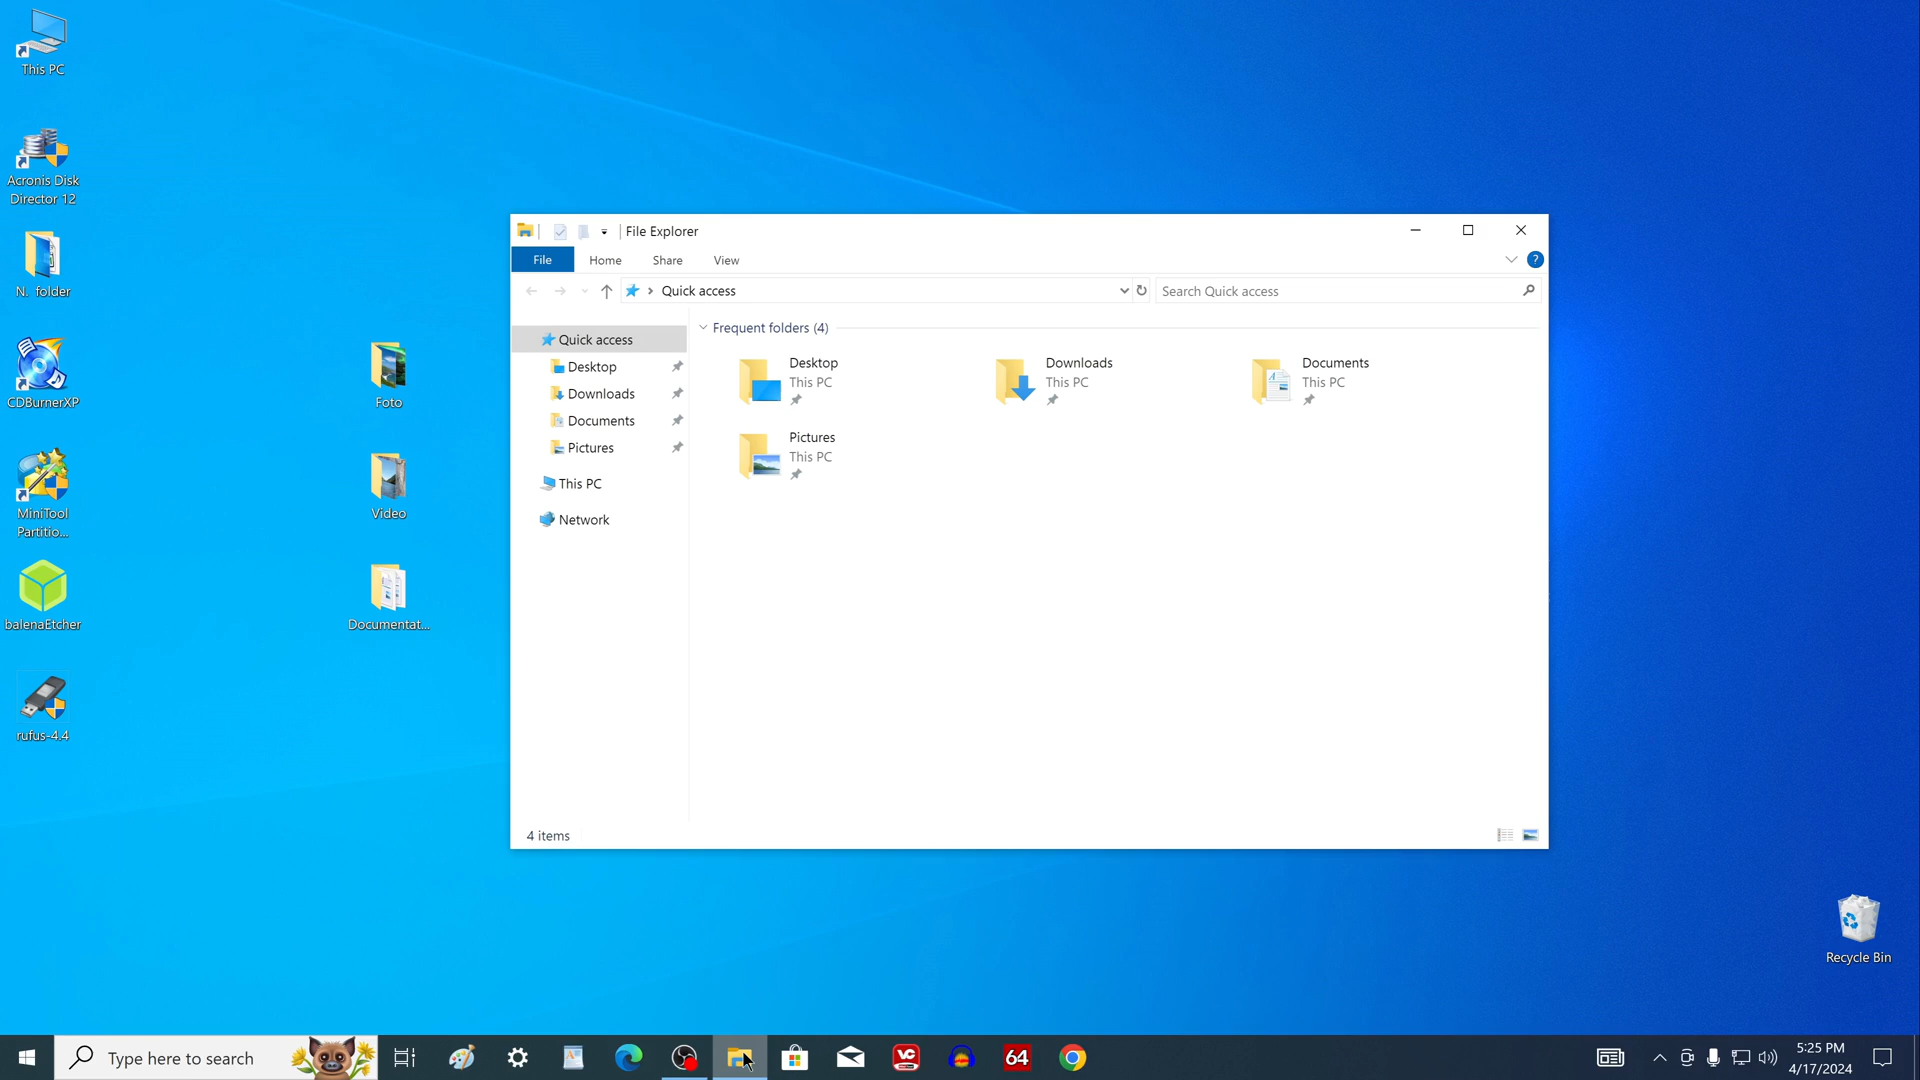 This PC
Acronis Disk
Director 12
N. folder
CDBurnerXP
MiniTool
Partitio...
balenaEtcher
rufus-4.4
Foto
Video
Documentat...
File Explorer
File
Home
Share
View
?
Quick access
Search Quick access
Quick access
Desktop
Downloads
Documents
Pictures
This PC
Network
Frequent folders (4)
Desktop
This PC
Downloads
This PC
Documents
This PC
Pictures
This PC
4 items
Recycle Bin
Type here to search
VC
64
5:25 PM
4/17/2024